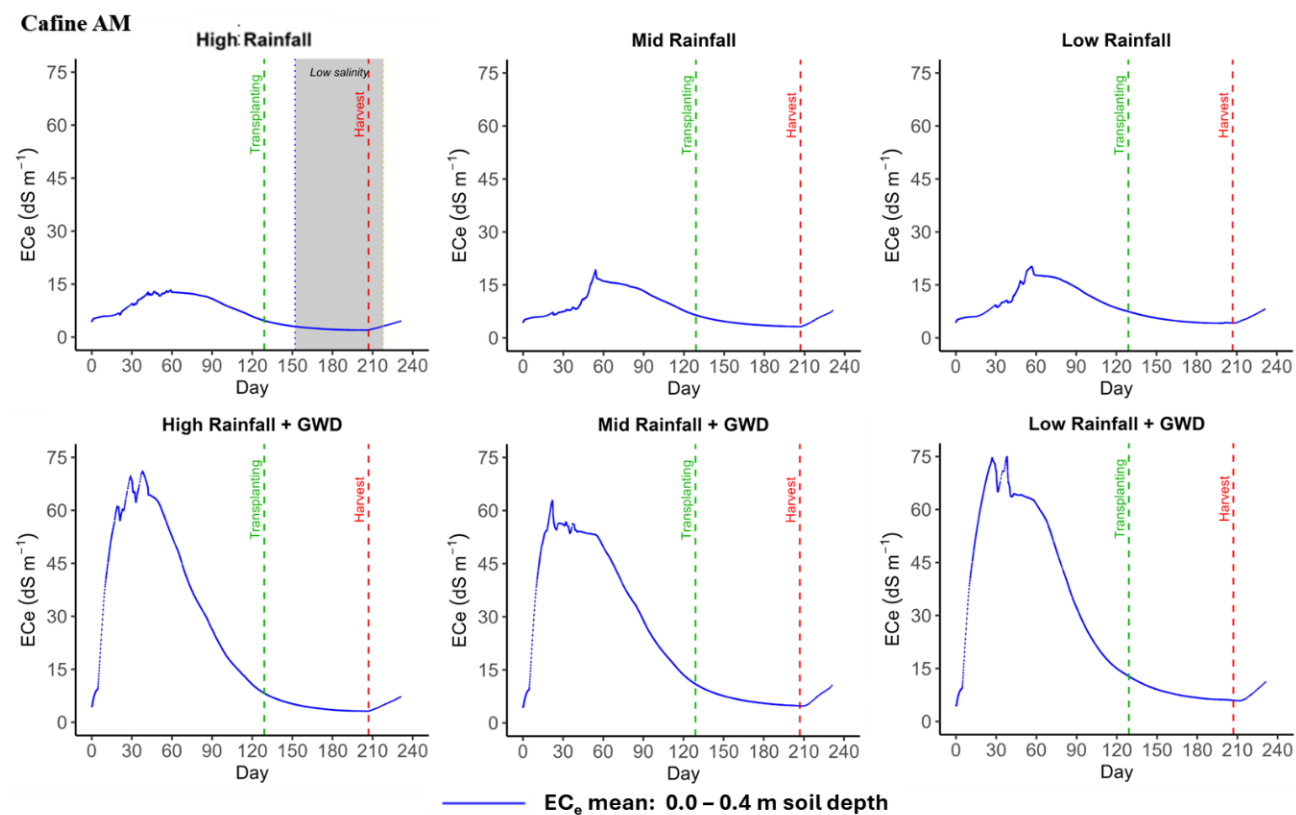 Cafine AM
High Rainfall
Mid Rainfall
Low Rainfall
ECe (dS m⁻¹)
75
60
45
30
15
0
Transplanting
Low salinity
Harvest
0 30 60 90 120 150 180 210 240
Day
ECe (dS m⁻¹)
75
60
45
30
15
0
Transplanting
Harvest
0 30 60 90 120 150 180 210 240
Day
ECe (dS m⁻¹)
75
60
45
30
15
0
Transplanting
Harvest
0 30 60 90 120 150 180 210 240
Day
High Rainfall + GWD
Mid Rainfall + GWD
Low Rainfall + GWD
ECe (dS m⁻¹)
75
60
45
30
15
0
Transplanting
Harvest
0 30 60 90 120 150 180 210 240
Day
ECe (dS m⁻¹)
75
60
45
30
15
0
Transplanting
Harvest
0 30 60 90 120 150 180 210 240
Day
ECe (dS m⁻¹)
75
60
45
30
15
0
Transplanting
Harvest
0 30 60 90 120 150 180 210 240
Day
ECₑ mean: 0.0 – 0.4 m soil depth